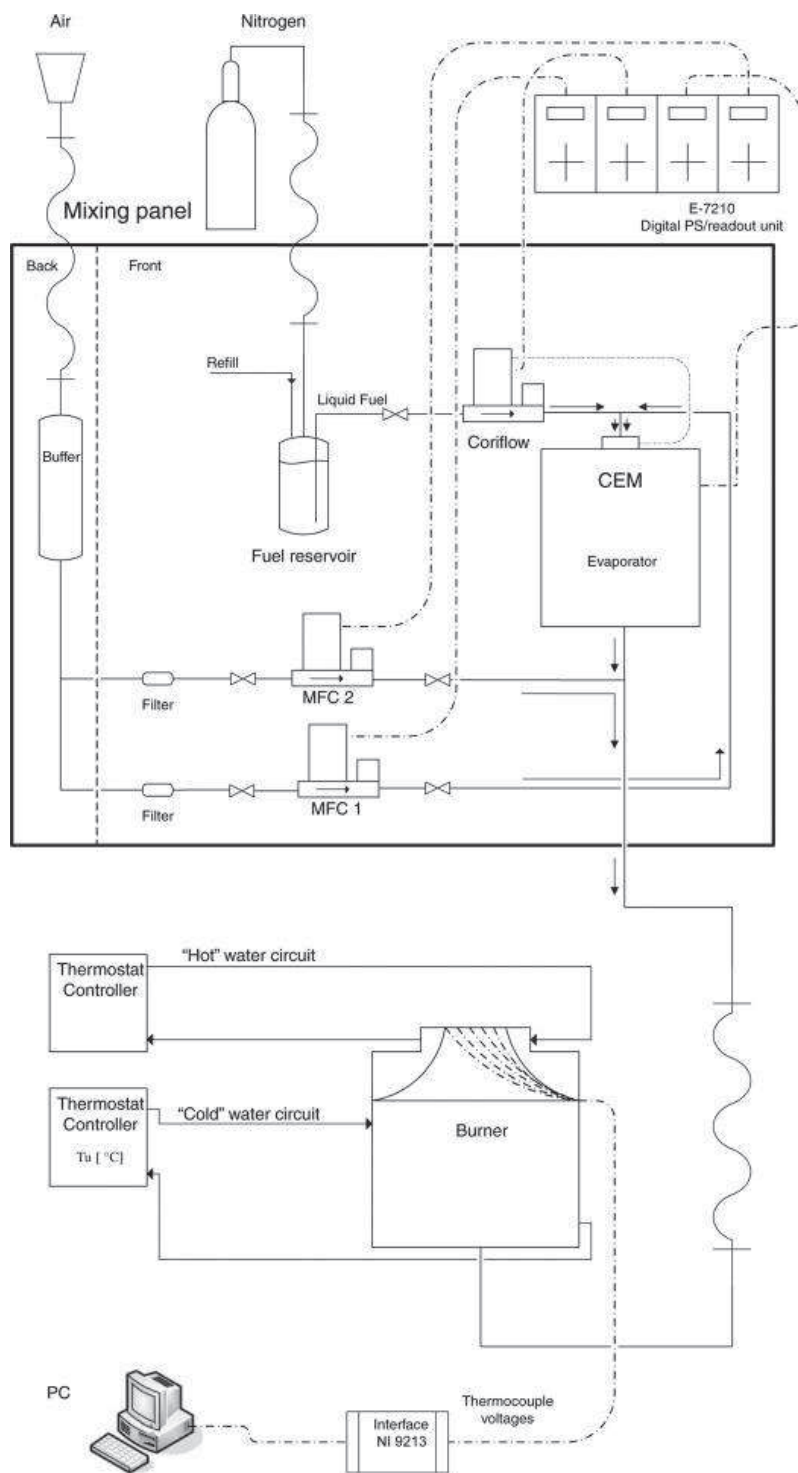 Air
Nitrogen
Mixing panel
E-7210
Digital PS/readout unit
Back
Front
Refill
Liquid Fuel
Coriflow
Buffer
CEM
Fuel reservoir
Evaporator
Filter
MFC 2
Filter
MFC 1
"Hot" water circuit
Thermostat
Controller
"Cold" water circuit
Thermostat
Controller
Tu [ °C]
Burner
PC
Thermocouple
voltages
Interface
NI 9213